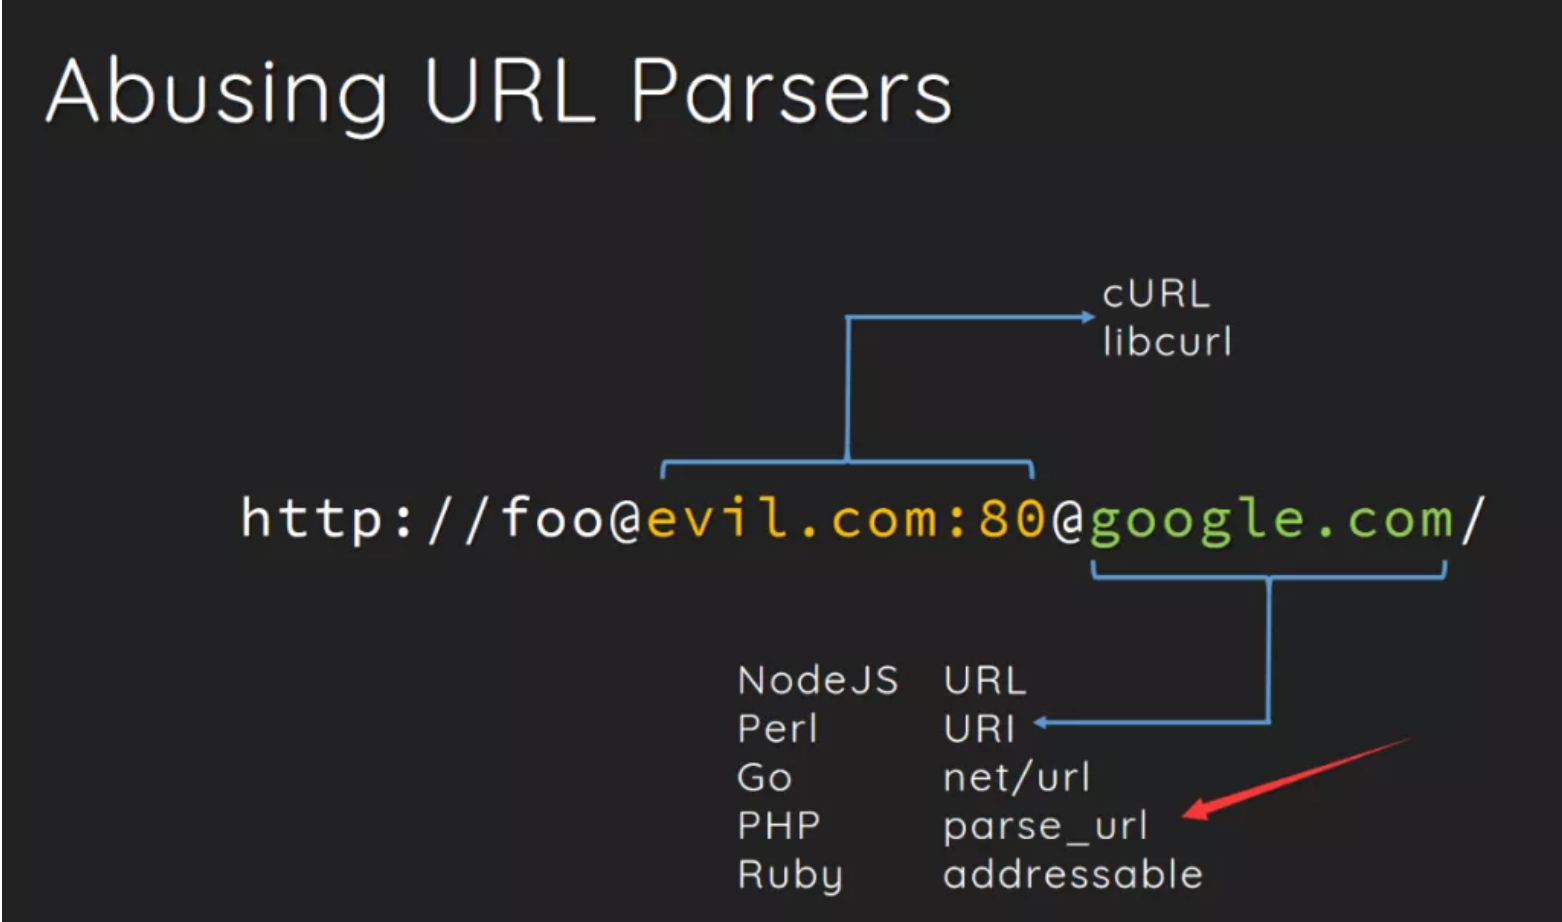 Abusing URL Parsers
cURL
libcurl
http://foo@evil.com:80@google.com/
NodeJS URL
Perl URI
Go net/url
PHP parse_url
Ruby addressable